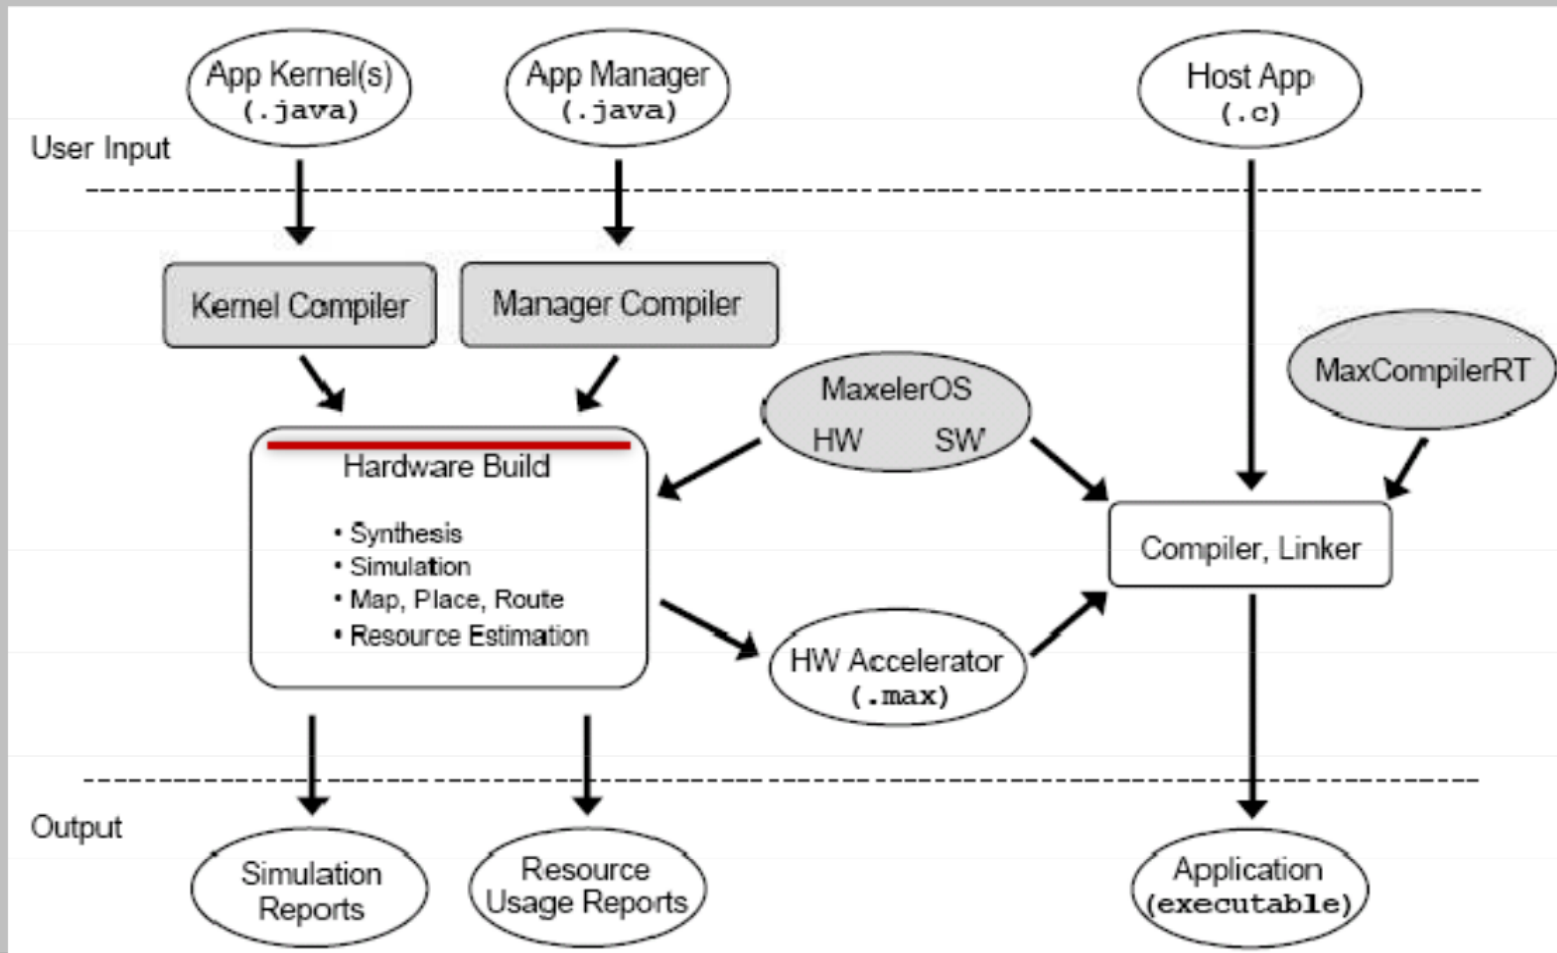 App Kernel(s)
(.java)
App Manager
(.java)
Host App
(.c)
User Input
Kernel Compiler
Manager Compiler
MaxelerOS
HW SW
MaxCompilerRT
Hardware Build
• Synthesis
• Simulation
• Map, Place, Route
• Resource Estimation
Compiler, Linker
HW Accelerator
(.max)
Output
Simulation
Reports
Resource
Usage Reports
Application
(executable)